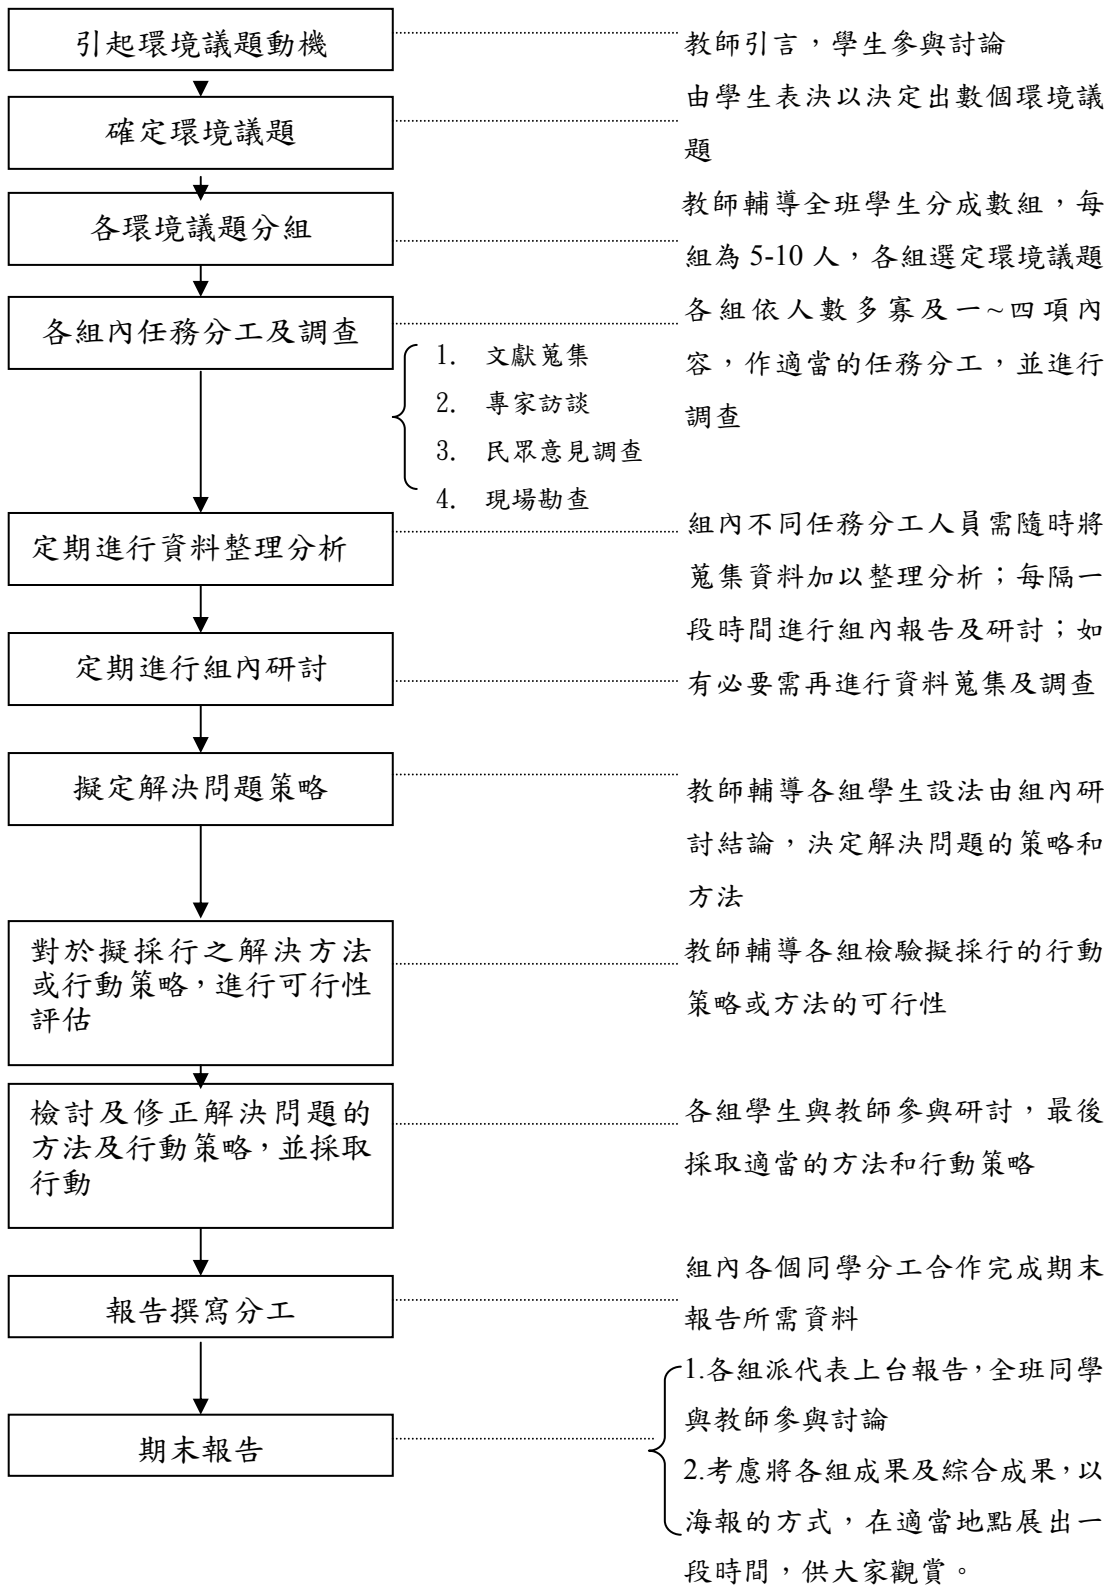 引起環境議題動機
教師引言，學生參與討論
確定環境議題
由學生表決以決定出數個環境議
題
各環境議題分組
教師輔導全班學生分成數組，每
組為 5-10 人，各組選定環境議題
各組內任務分工及調查
各組依人數多寡及一~四項內
容，作適當的任務分工，並進行
調查
1. 文獻蒐集
2. 專家訪談
3. 民眾意見調查
4. 現場勘查
定期進行資料整理分析
組內不同任務分工人員需隨時將
蒐集資料加以整理分析；每隔一
段時間進行組內報告及研討；如
有必要需再進行資料蒐集及調查
定期進行組內研討
擬定解決問題策略
教師輔導各組學生設法由組內研
討結論，決定解決問題的策略和
方法
對於擬採行之解決方法
或行動策略，進行可行性
評估
教師輔導各組檢驗擬採行的行動
策略或方法的可行性
檢討及修正解決問題的
方法及行動策略，並採取
行動
各組學生與教師參與研討，最後
採取適當的方法和行動策略
報告撰寫分工
組內各個同學分工合作完成期末
報告所需資料
期末報告
1.各組派代表上台報告，全班同學
與教師參與討論
2.考慮將各組成果及綜合成果，以
海報的方式，在適當地點展出一
段時間，供大家觀賞。